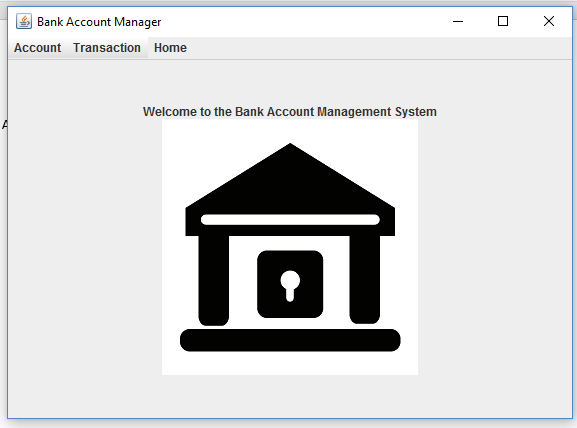 Bank Account Manager
Account Transaction Home
Welcome to the Bank Account Management System